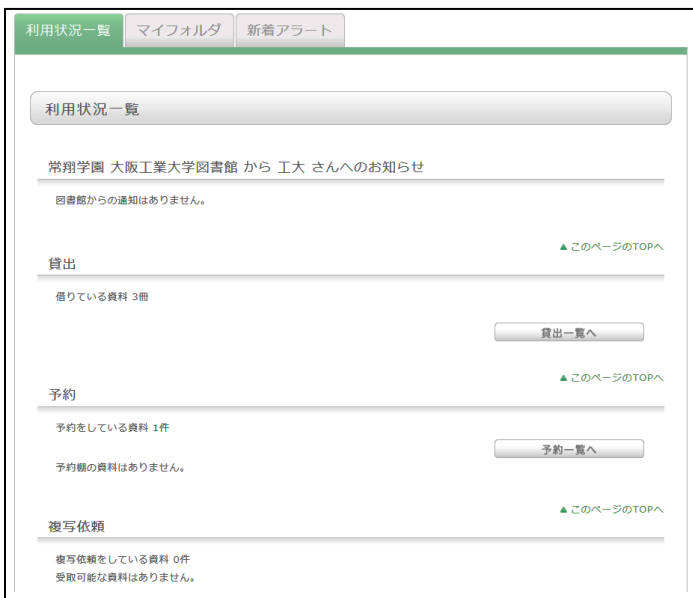 利用状況一覧 マイフォルダ 新着アラート
利用状況一覧
常翔学園 大阪工業大学図書館 から 工大 さんへのお知らせ
図書館からの通知はありません。
▲このページのTOPへ
貸出
借りている資料 3冊
貸出一覧へ
▲このページのTOPへ
予約
予約をしている資料 1件
予約一覧へ
予約棚の資料はありません。
▲このページのTOPへ
複写依頼
複写依頼をしている資料 0件
受取可能な資料はありません。